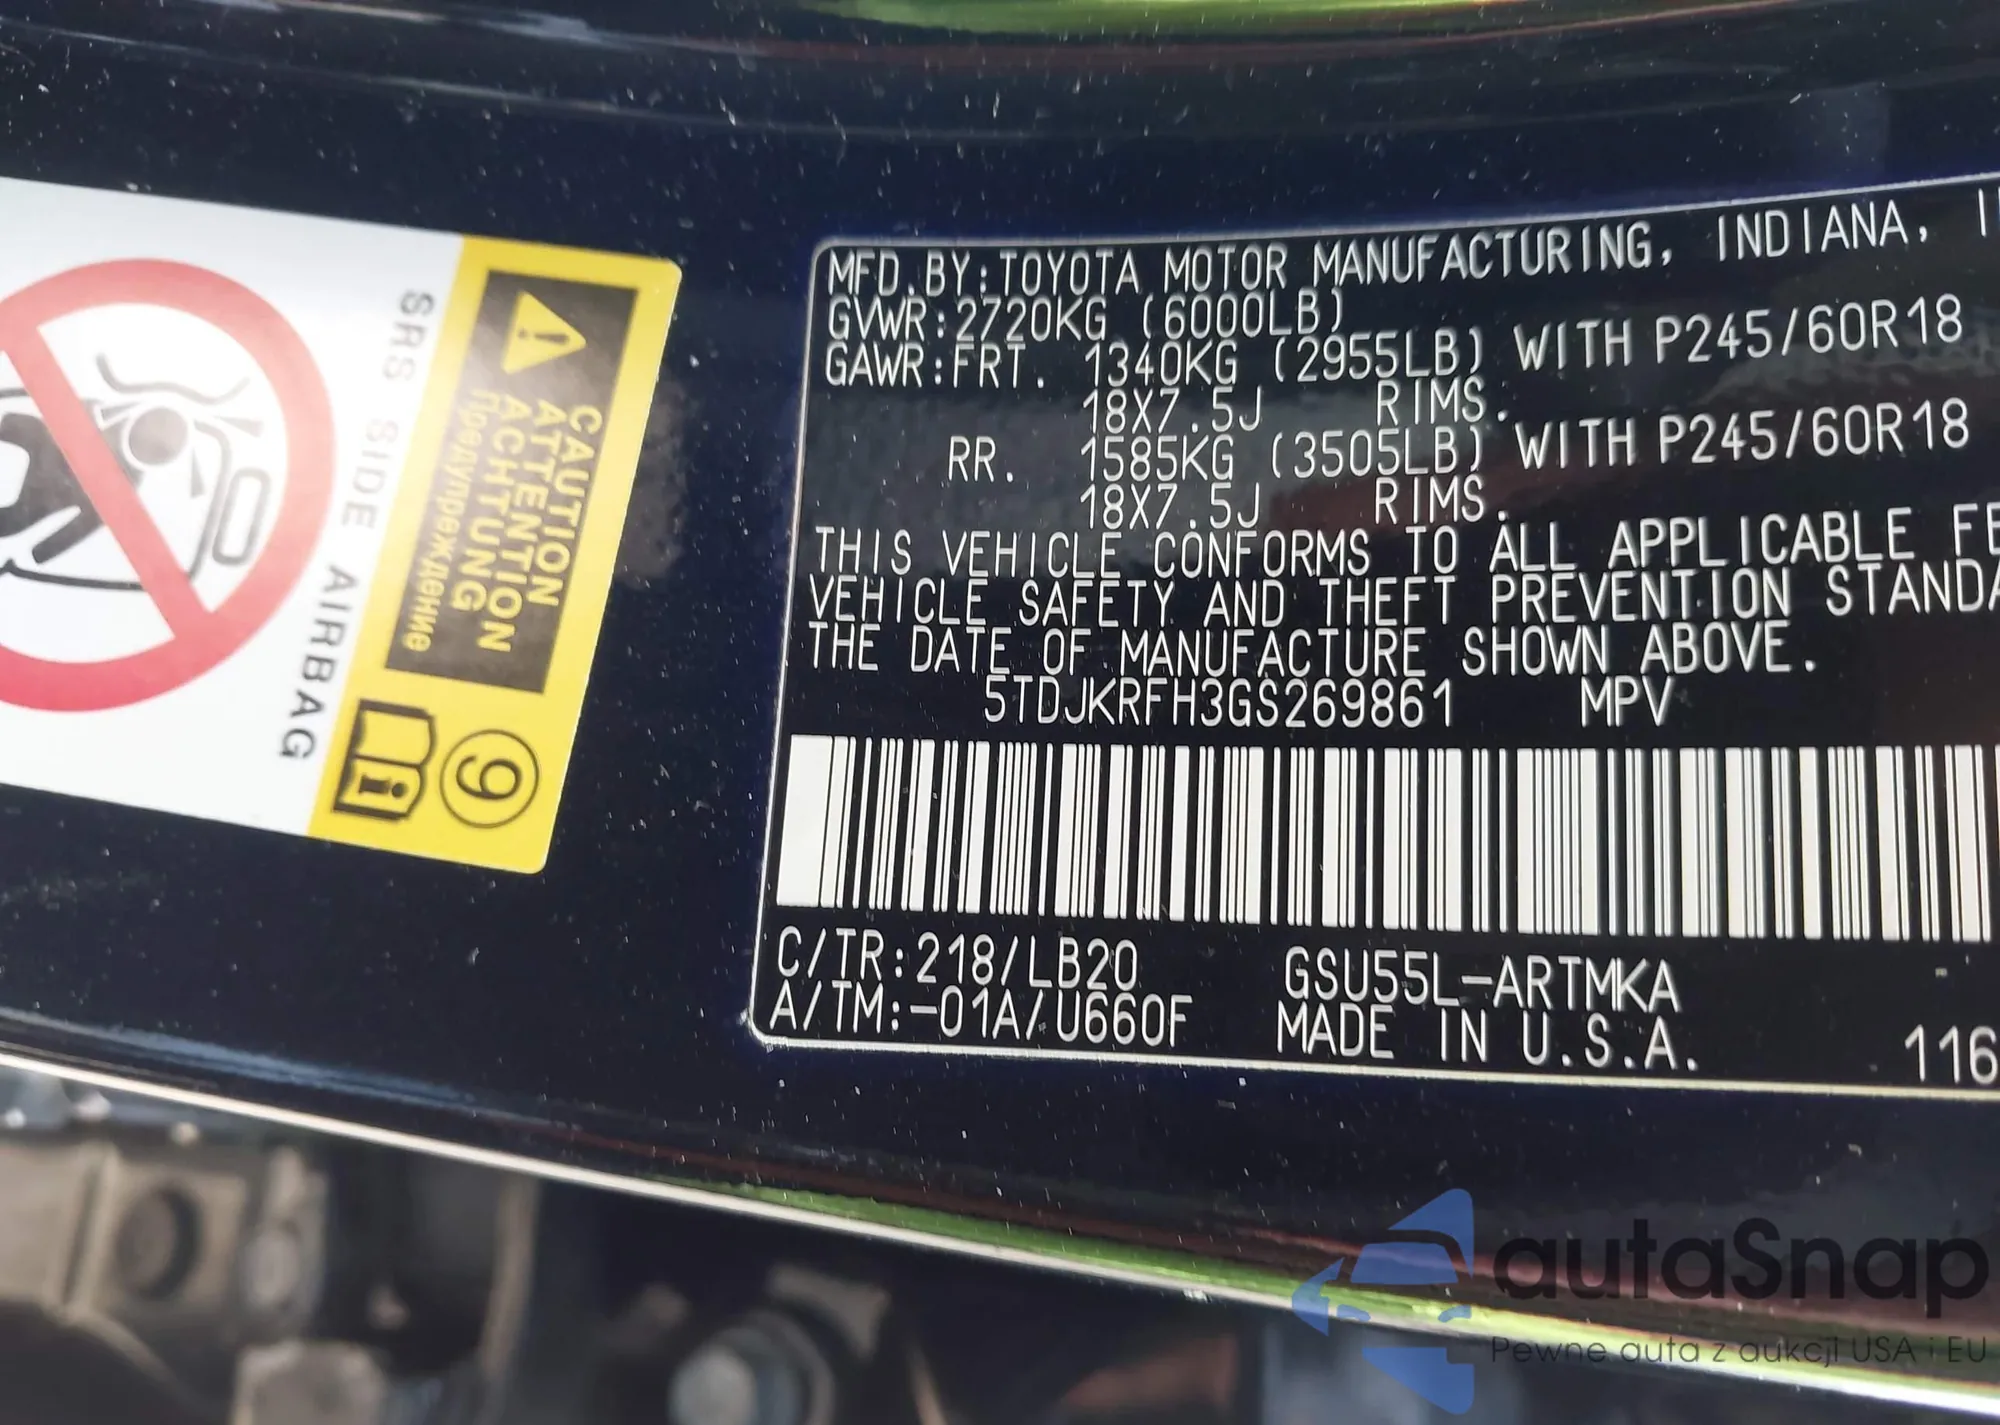 SRS SIDE AIRBAG
CAUTION
ATTENTION
ACHTUNG
Предупреждение
9
MFD.BY:TOYOTA MOTOR MANUFACTURING, INDIANA,
GVWR:2720KG (6000LB)
GAWR:FRT. 1340KG (2955LB) WITH P245/60R18
18X7.5J RIMS.
RR. 1585KG (3505LB) WITH P245/60R18
18X7.5J RIMS.
THIS VEHICLE CONFORMS TO ALL APPLICABLE FE
VEHICLE SAFETY AND THEFT PREVENTION STANDA
THE DATE OF MANUFACTURE SHOWN ABOVE.
5TDJKRFH3GS269861 MPV
C/TR:218/LB20 GSU55L-ARTMKA
A/TM:-01A/U660F MADE IN U.S.A. 116
autaSnap
Pewne auta z aukcji USA i EU